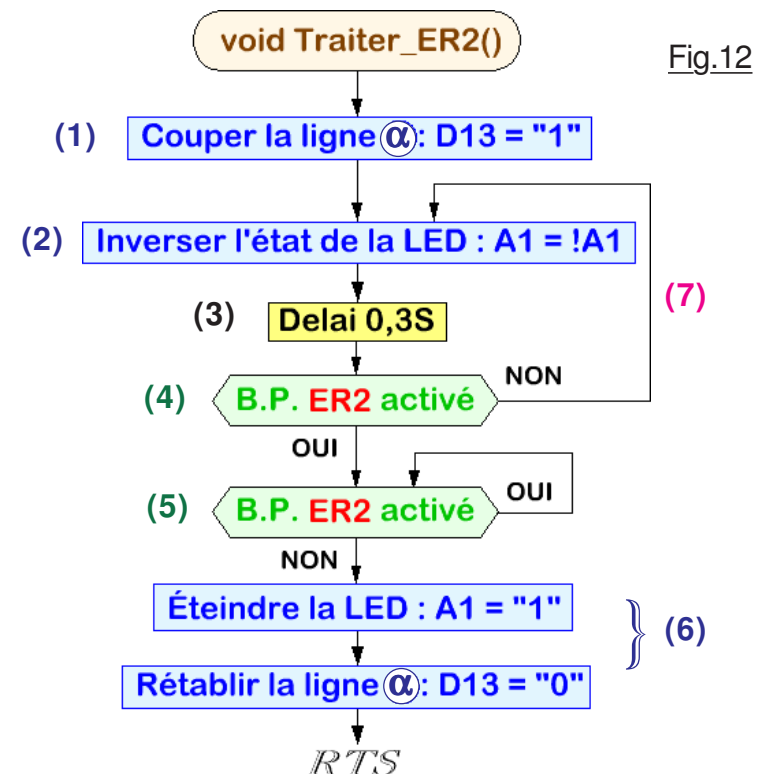 void Traiter_ER2()
Fig.12
(1) Couper la ligne α : D13 = "1"
(2) Inverser l'état de la LED : A1 = !A1
(7)
(3) Delai 0,3S
(4) B.P. ER2 activé NON
OUI
(5) B.P. ER2 activé OUI
NON
Éteindre la LED : A1 = "1"
} (6)
Rétablir la ligne α : D13 = "0"
RTS